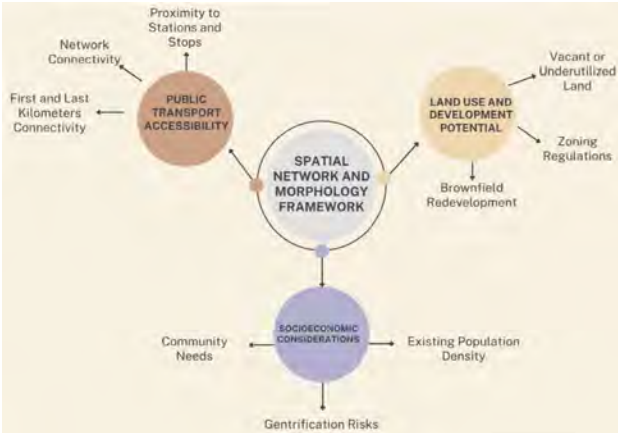 Proximity to
Stations and
Stops
Network
Connectivity
First and Last
Kilometers
Connectivity
PUBLIC
TRANSPORT
ACCESSIBILITY
LAND USE AND
DEVELOPMENT
POTENTIAL
Vacant or
Underutilized
Land
Zoning
Regulations
Brownfield
Redevelopment
SPATIAL
NETWORK AND
MORPHOLOGY
FRAMEWORK
SOCIOECONOMIC
CONSIDERATIONS
Community
Needs
Existing Population
Density
Gentrification Risks